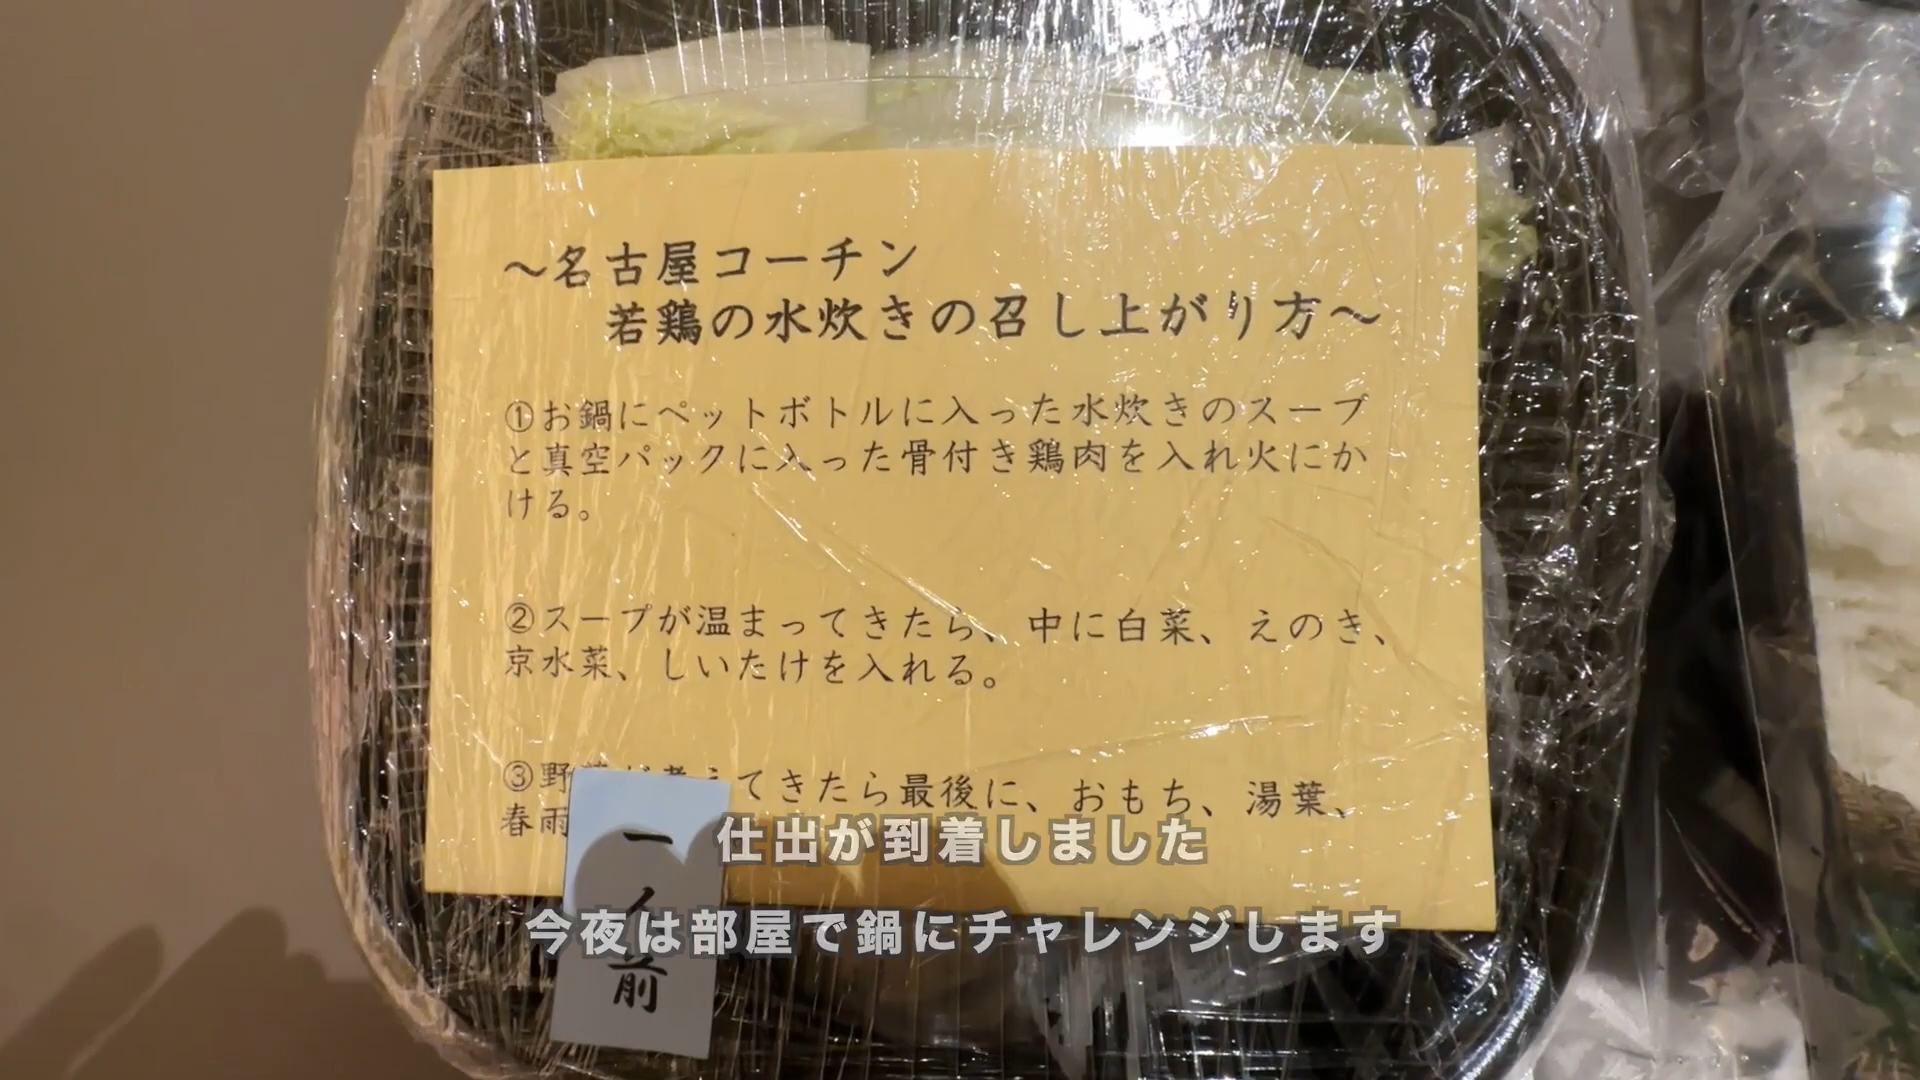 ～名古屋コーチン
若鶏の水炊きの召し上がり方～
①お鍋にペットボトルに入った水炊きのスープ
と真空パックに入った骨付き鶏肉を入れ火にか
ける。
②スープが温まってきたら、中に白菜、えのき、
京水菜、しいたけを入れる。
③野てきたら最後に、おもち、湯葉、
春雨
一人前
仕出が到着しました
今夜は部屋で鍋にチャレンジします